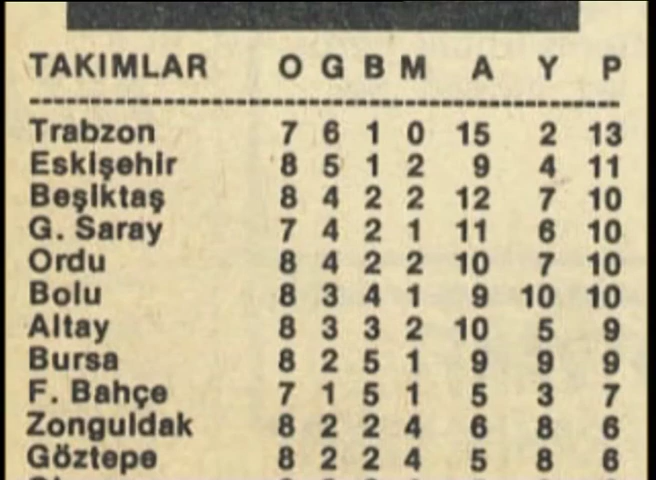 TAKIMLAR O G B M A Y P
Trabzon 7 6 1 0 15 2 13
Eskişehir 8 5 1 2 9 4 11
Beşiktaş 8 4 2 2 12 7 10
G. Saray 7 4 2 1 11 6 10
Ordu 8 4 2 2 10 7 10
Bolu 8 3 4 1 9 10 10
Altay 8 3 3 2 10 5 9
Bursa 8 2 5 1 9 9 9
F. Bahçe 7 1 5 1 5 3 7
Zonguldak 8 2 2 4 6 8 6
Göztepe 8 2 2 4 5 8 6